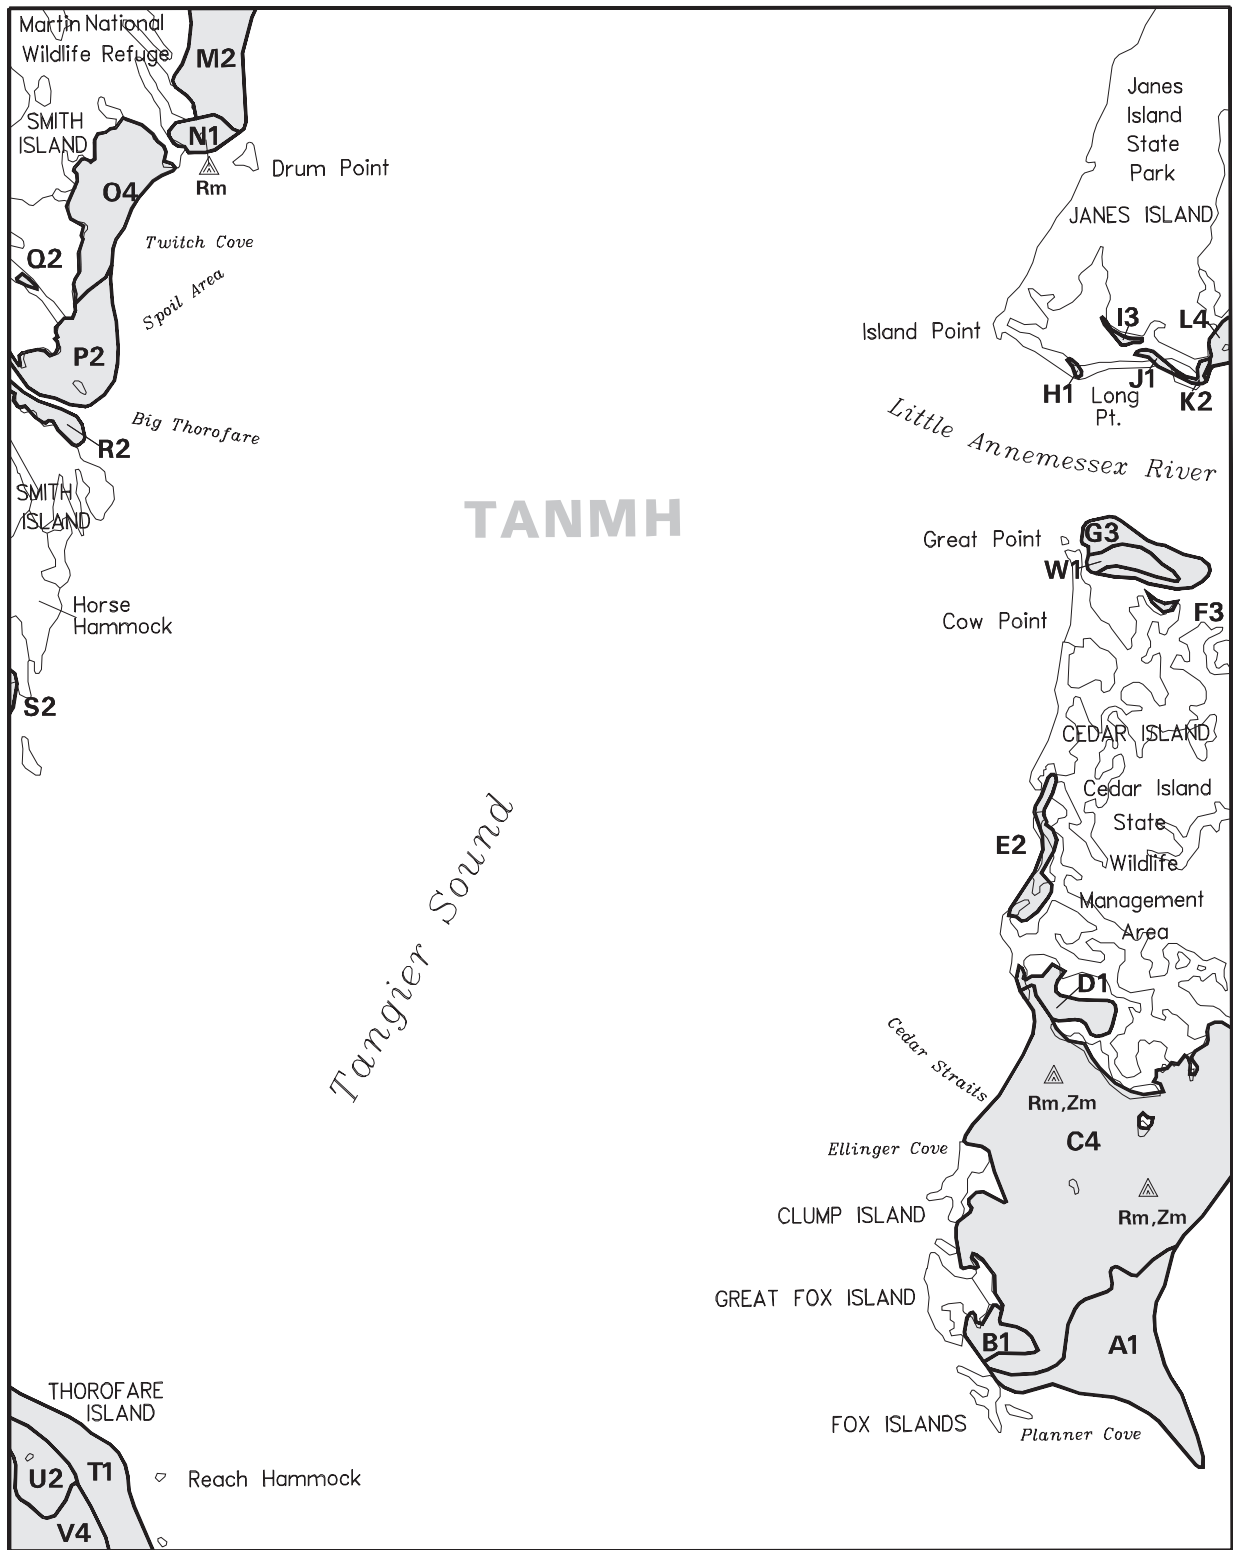 Martin National
Wildlife Refuge
M2
SMITH
ISLAND
N1
Drum Point
Rm
O4
Twitch Cove
Q2
Spoil Area
P2
Big Thorofare
R2
SMITH
ISLAND
Horse
Hammock
S2
Janes
Island
State
Park
JANES ISLAND
Island Point
I3
L4
H1
J1
K2
Long
Pt.
Little Annemessex River
TANMH
Great Point
G3
W1
F3
Cow Point
CEDAR ISLAND
Cedar Island
State
Wildlife
Management
Area
E2
Tangier Sound
D1
Cedar Straits
Rm,Zm
C4
Ellinger Cove
CLUMP ISLAND
Rm,Zm
GREAT FOX ISLAND
B1
A1
FOX ISLANDS
Planner Cove
THOROFARE
ISLAND
U2
T1
Reach Hammock
V4